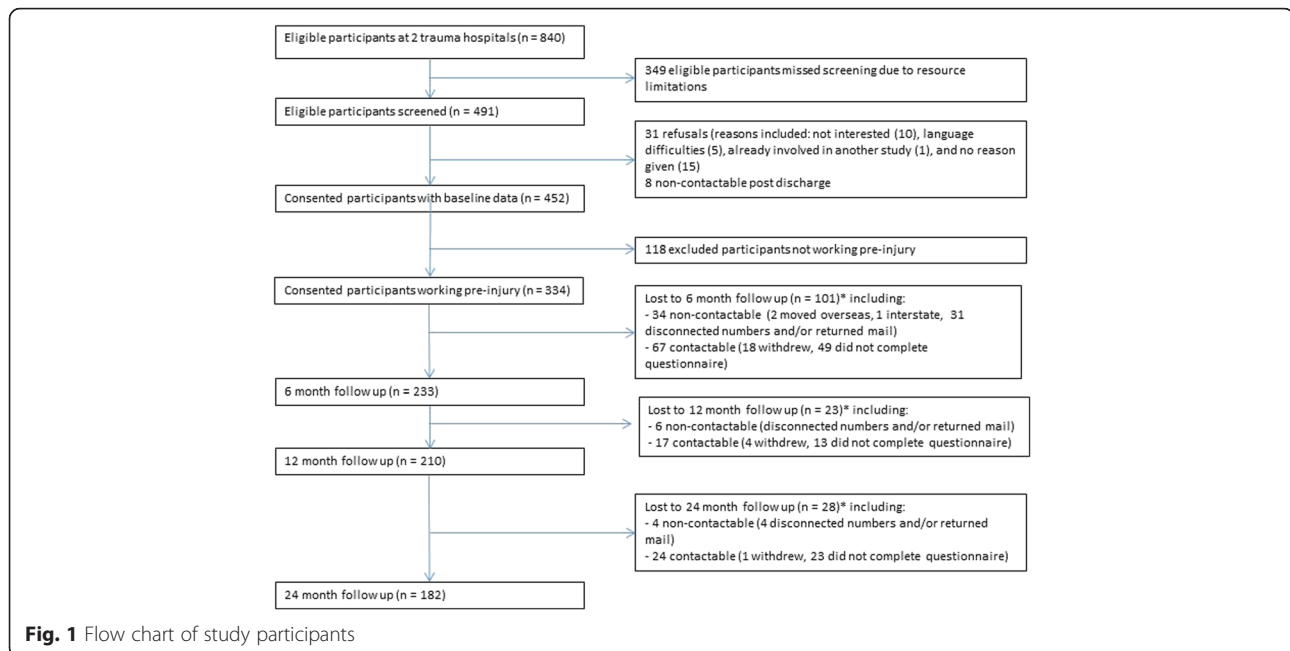 Eligible participants at 2 trauma hospitals (n = 840)
349 eligible participants missed screening due to resource
limitations
Eligible participants screened (n = 491)
31 refusals (reasons included: not interested (10), language
difficulties (5), already involved in another study (1), and no reason
given (15)
8 non-contactable post discharge
Consented participants with baseline data (n = 452)
118 excluded participants not working pre-injury
Consented participants working pre-injury (n = 334)
Lost to 6 month follow up (n = 101)* including:
- 34 non-contactable (2 moved overseas, 1 interstate, 31
disconnected numbers and/or returned mail)
- 67 contactable (18 withdrew, 49 did not complete
questionnaire)
6 month follow up (n = 233)
Lost to 12 month follow up (n = 23)* including:
- 6 non-contactable (disconnected numbers and/or returned mail)
- 17 contactable (4 withdrew, 13 did not complete questionnaire)
12 month follow up (n = 210)
Lost to 24 month follow up (n = 28)* including:
- 4 non-contactable (4 disconnected numbers and/or returned
mail)
- 24 contactable (1 withdrew, 23 did not complete questionnaire)
24 month follow up (n = 182)
Fig. 1 Flow chart of study participants